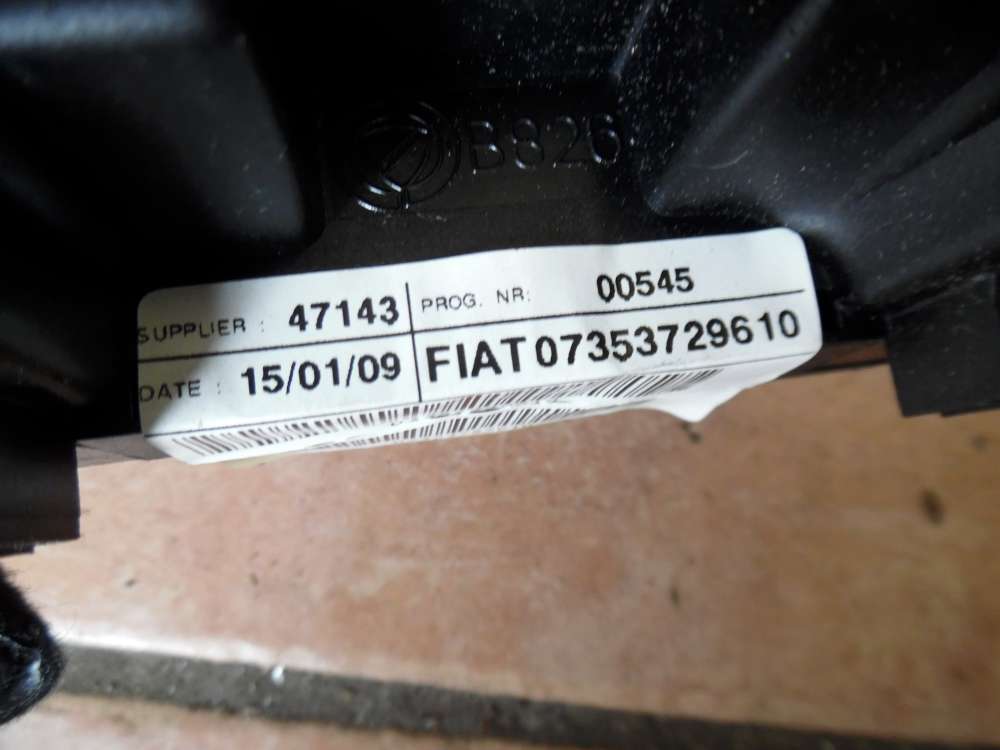 B826
SUPPLIER : 47143 PROG. NR: 00545
DATE : 15/01/09 FIAT 07353729610